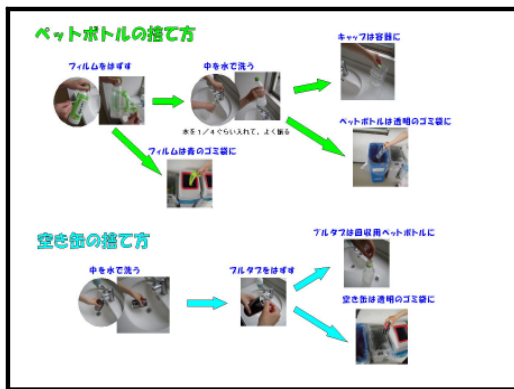 ペットボトルの捨て方
フィルムをはずす
中を水で洗う
キャップは容器に
水を1/4ぐらい入れて、よく振る
ペットボトルは透明のゴミ袋に
フィルムは青のゴミ袋に
空き缶の捨て方
中を水で洗う
プルタブをはずす
プルタブは回収用ペットボトルに
空き缶は透明のゴミ袋に